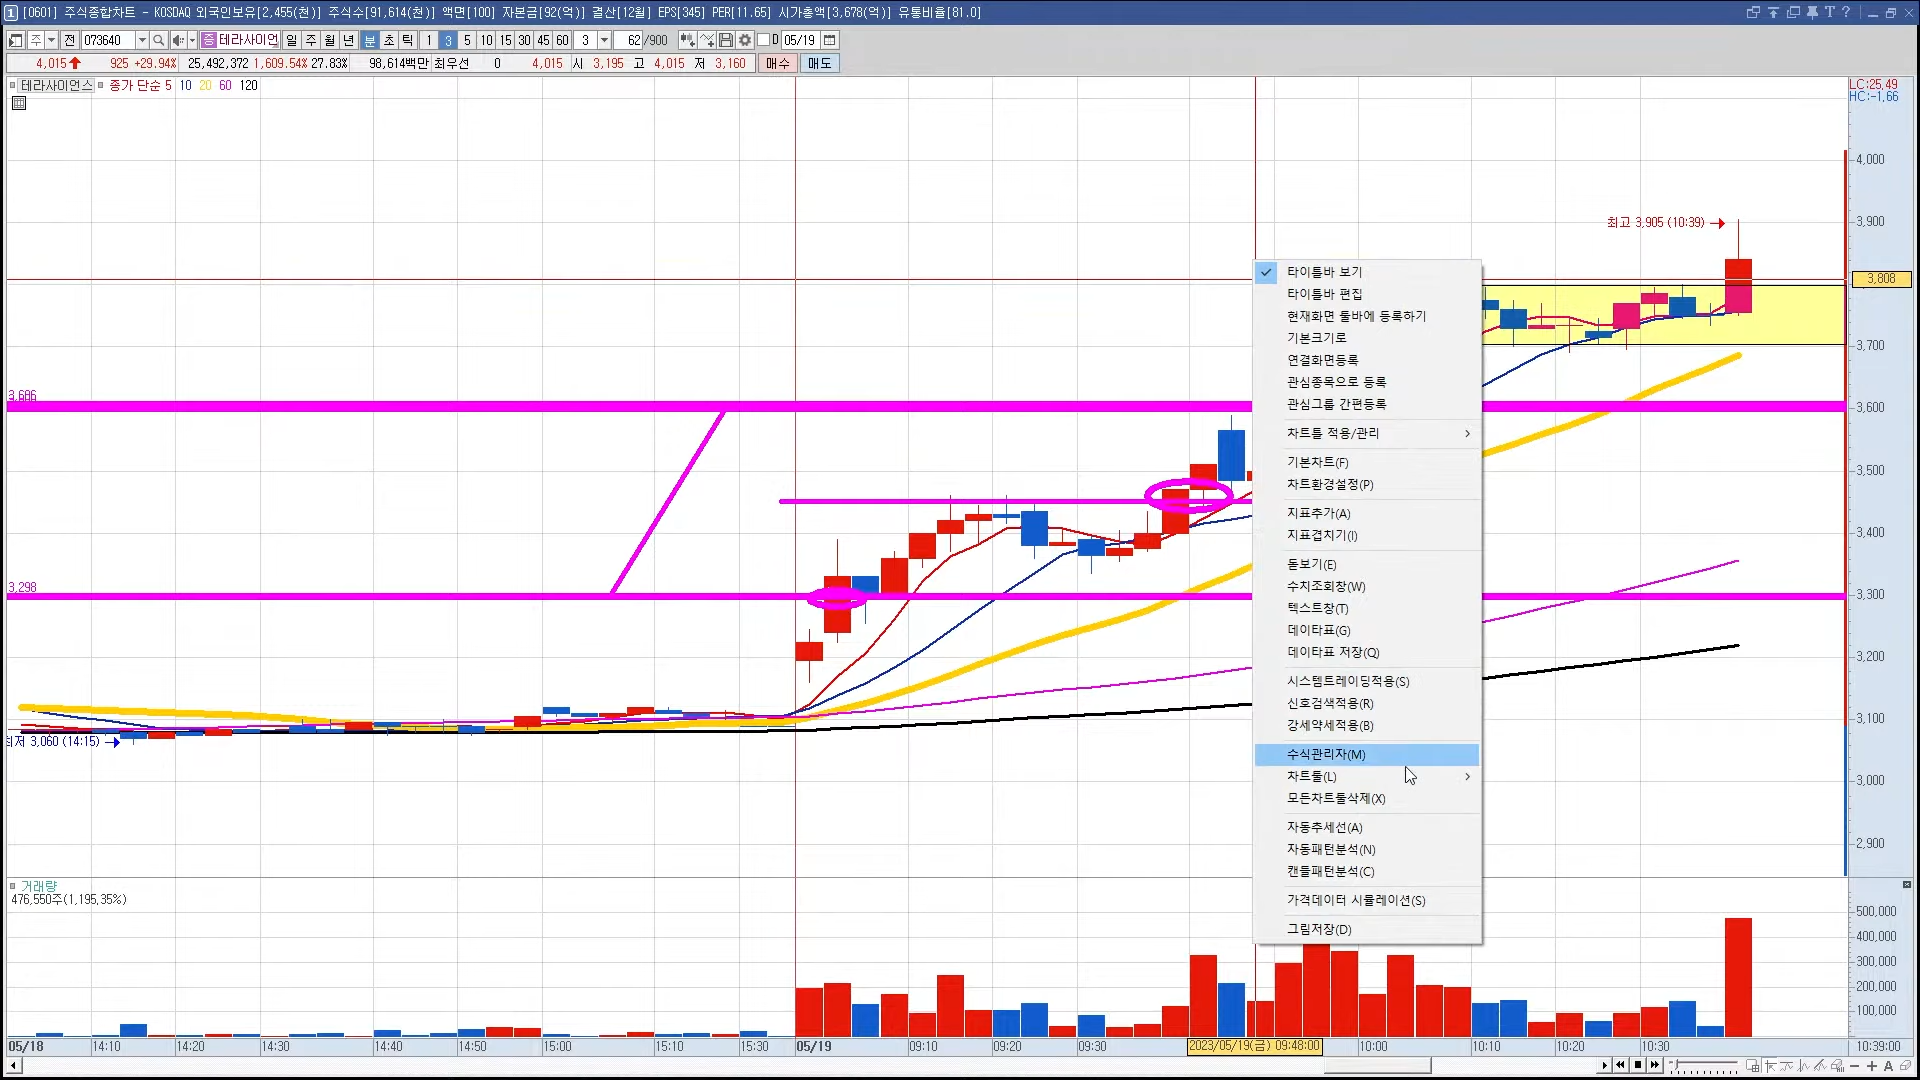 1 [0601] 주식종합차트 - KOSDAQ 외국인보유[2,455(천)] 주식수[91,614(천)] 액면[100] 자본금[92(억)] 결산[12월] EPS[345] PER[11.65] 시가총액[3,678(억)] 유통비율[81.0] T ?
주 전 073640 증 테라사이언 일 주 월 년 분 초 틱 1 3 5 10 15 30 45 60 3 62 /900 D 05/19
4,015 925 +29.94% 25,492,372 1,609.54% 27.83% 98,614백만 최우선 0 4,015 시 3,195 고 4,015 저 3,160 매수 매도
테라사이언스 종가 단순 5 10 20 60 120
LC:25.49
HC:-1.66
4,000
최고 3,905 (10:39)
3,900
3,808
3,700
3,600
3,500
3,400
3,298
3,300
3,200
3,100
최저 3,060 (14:15)
3,000
2,900
타이틀바 보기
타이틀바 편집
현재화면 툴바에 등록하기
기본크기로
연결화면등록
관심종목으로 등록
관심그룹 간편등록
차트틀 적용/관리
기본차트(F)
차트환경설정(P)
지표추가(A)
지표겹치기(I)
돋보기(E)
수치조회창(W)
텍스트창(T)
데이타표(G)
데이타표 저장(Q)
시스템트레이딩적용(S)
신호검색적용(R)
강세약세적용(B)
수식관리자(M)
차트툴(L)
모든차트툴삭제(X)
자동추세선(A)
자동패턴분석(N)
캔들패턴분석(C)
가격데이터 시뮬레이션(S)
그림저장(D)
거래량
476,550주(1,195.35%)
500,000
400,000
300,000
200,000
100,000
05/18 14:10 14:20 14:30 14:40 14:50 15:00 15:10 15:30 05/19 09:10 09:20 09:30 2023/05/19(금) 09:48:00 10:00 10:10 10:20 10:30 10:39:00
A